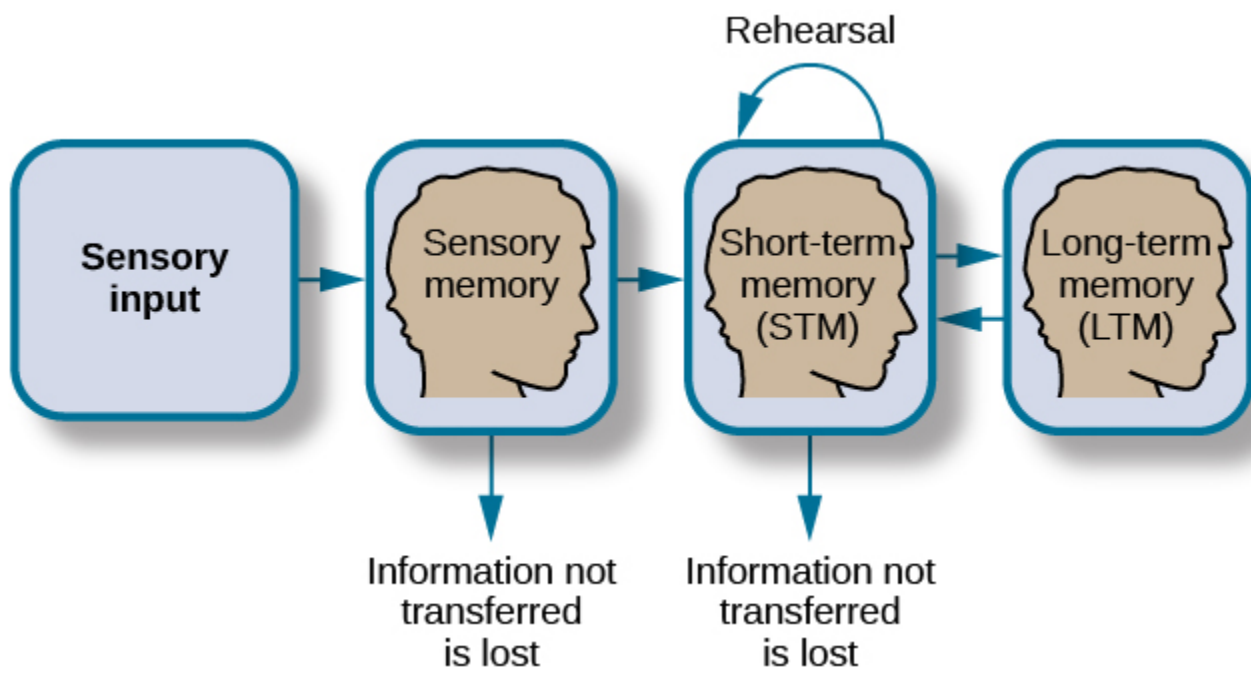 Rehearsal
Sensory
input
Sensory
memory
Short-term
memory
(STM)
Long-term
memory
(LTM)
Information not
transferred
is lost
Information not
transferred
is lost